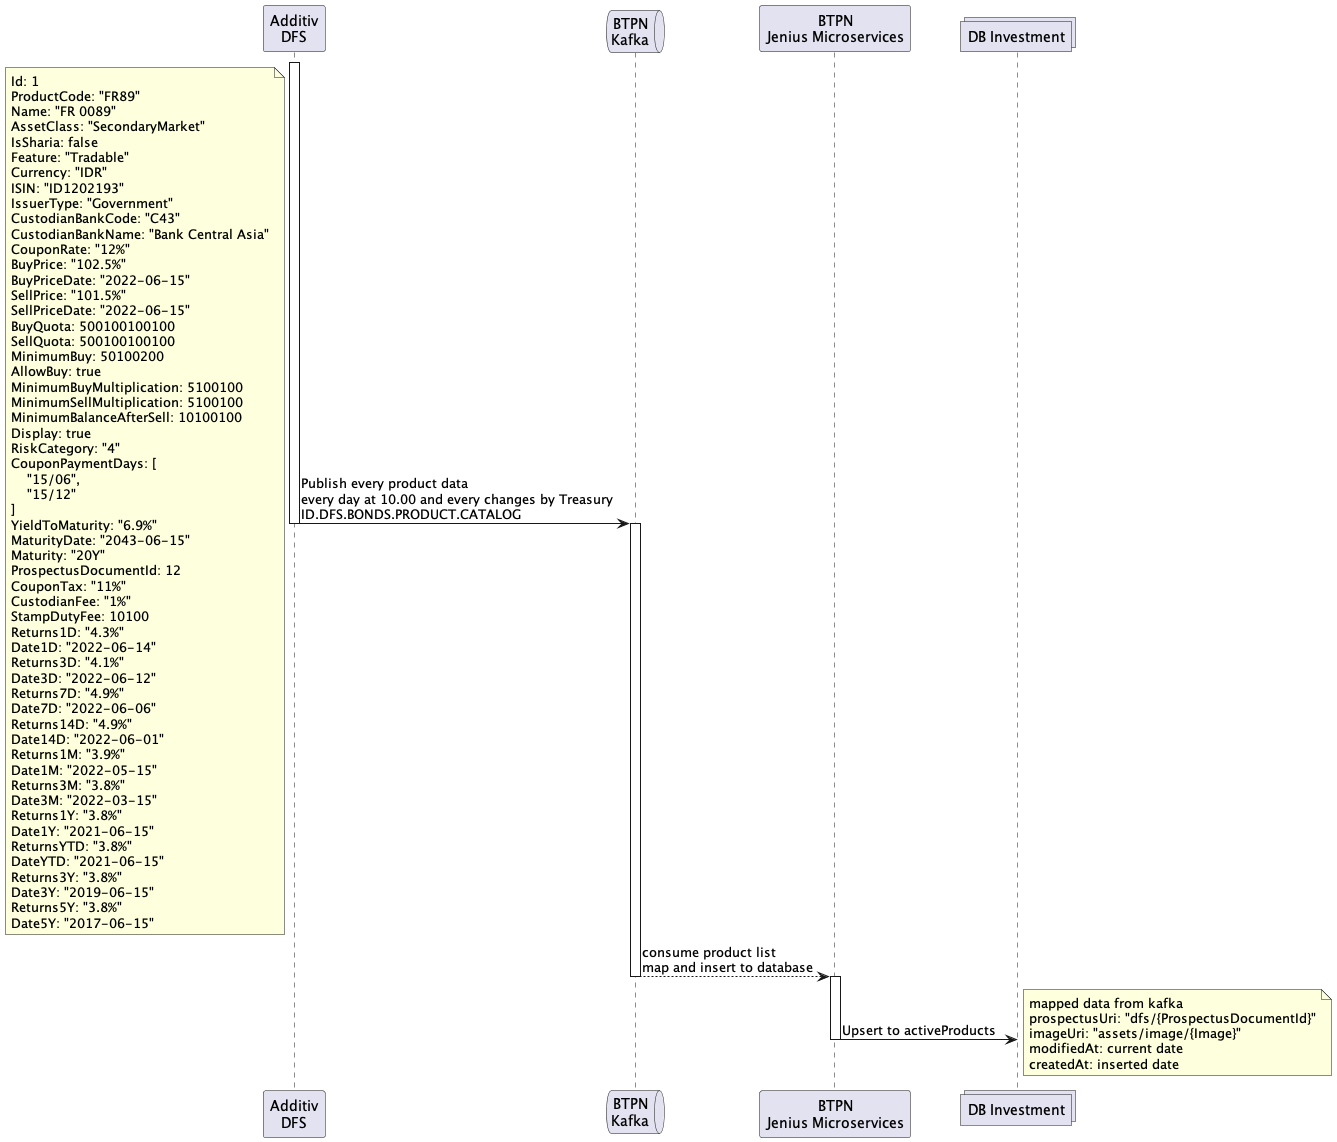 Additiv
DFS
BTPN
Kafka
BTPN
Jenius Microservices
DB Investment
Id: 1
ProductCode: "FR89"
Name: "FR 0089"
AssetClass: "SecondaryMarket"
IsSharia: false
Feature: "Tradable"
Currency: "IDR"
ISIN: "ID1202193"
IssuerType: "Government"
CustodianBankCode: "C43"
CustodianBankName: "Bank Central Asia"
CouponRate: "12%"
BuyPrice: "102.5%"
BuyPriceDate: "2022-06-15"
SellPrice: "101.5%"
SellPriceDate: "2022-06-15"
BuyQuota: 500100100100
SellQuota: 500100100100
MinimumBuy: 50100200
AllowBuy: true
MinimumBuyMultiplication: 5100100
MinimumSellMultiplication: 5100100
MinimumBalanceAfterSell: 10100100
Display: true
RiskCategory: "4"
CouponPaymentDays: [
"15/06",
"15/12"
]
YieldToMaturity: "6.9%"
MaturityDate: "2043-06-15"
Maturity: "20Y"
ProspectusDocumentId: 12
CouponTax: "11%"
CustodianFee: "1%"
StampDutyFee: 10100
Returns1D: "4.3%"
Date1D: "2022-06-14"
Returns3D: "4.1%"
Date3D: "2022-06-12"
Returns7D: "4.9%"
Date7D: "2022-06-06"
Returns14D: "4.9%"
Date14D: "2022-06-01"
Returns1M: "3.9%"
Date1M: "2022-05-15"
Returns3M: "3.8%"
Date3M: "2022-03-15"
Returns1Y: "3.8%"
Date1Y: "2021-06-15"
ReturnsYTD: "3.8%"
DateYTD: "2021-06-15"
Returns3Y: "3.8%"
Date3Y: "2019-06-15"
Returns5Y: "3.8%"
Date5Y: "2017-06-15"
Publish every product data
every day at 10.00 and every changes by Treasury
ID.DFS.BONDS.PRODUCT.CATALOG
consume product list
map and insert to database
Upsert to activeProducts
mapped data from kafka
prospectusUri: "dfs/{ProspectusDocumentId}"
imageUri: "assets/image/{Image}"
modifiedAt: current date
createdAt: inserted date
Additiv
DFS
BTPN
Kafka
BTPN
Jenius Microservices
DB Investment